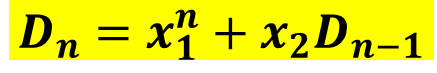 $D_n = x_1^n + x_2 D_{n-1}$